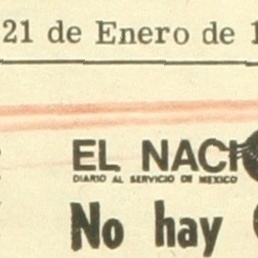 21 de Enero de 1
EL NACI
DIARIO AL SERVICIO DE MEXICO
No hay